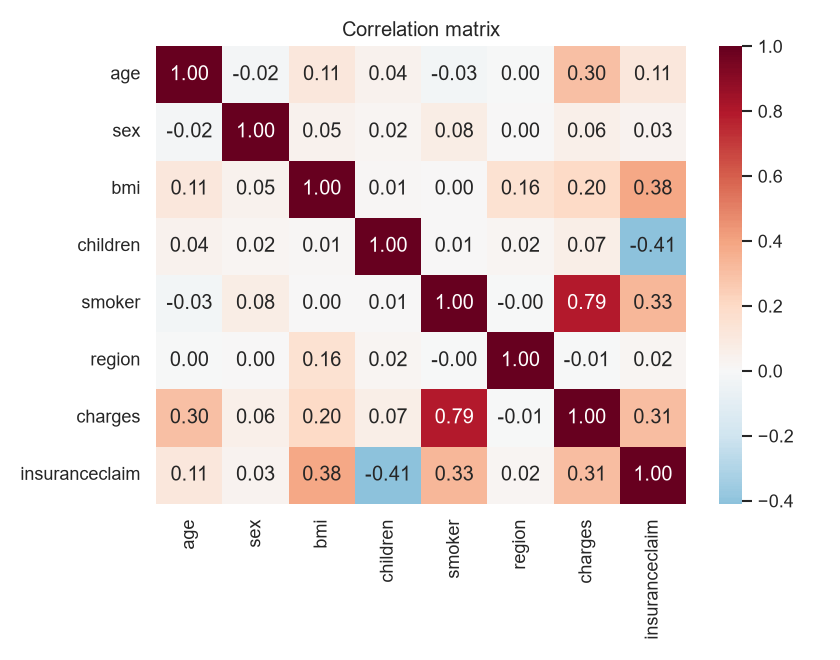 Correlation matrix
age 1.00 -0.02 0.11 0.04 -0.03 0.00 0.30 0.11
sex -0.02 1.00 0.05 0.02 0.08 0.00 0.06 0.03
bmi 0.11 0.05 1.00 0.01 0.00 0.16 0.20 0.38
children 0.04 0.02 0.01 1.00 0.01 0.02 0.07 -0.41
smoker -0.03 0.08 0.00 0.01 1.00 -0.00 0.79 0.33
region 0.00 0.00 0.16 0.02 -0.00 1.00 -0.01 0.02
charges 0.30 0.06 0.20 0.07 0.79 -0.01 1.00 0.31
insuranceclaim 0.11 0.03 0.38 -0.41 0.33 0.02 0.31 1.00
age sex bmi children smoker region charges insuranceclaim
1.0
0.8
0.6
0.4
0.2
0.0
−0.2
−0.4